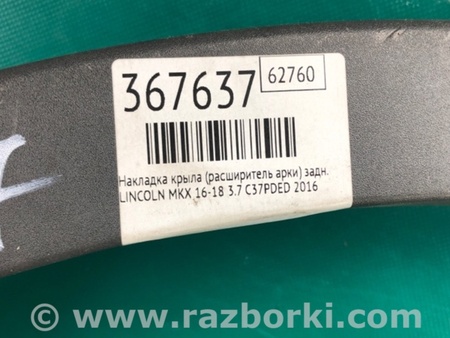 367637
62760
Накладка крыла (расширитель арки) задн.
LINCOLN MKX 16-18 3.7 C37PDED 2016
© - www.razborki.com